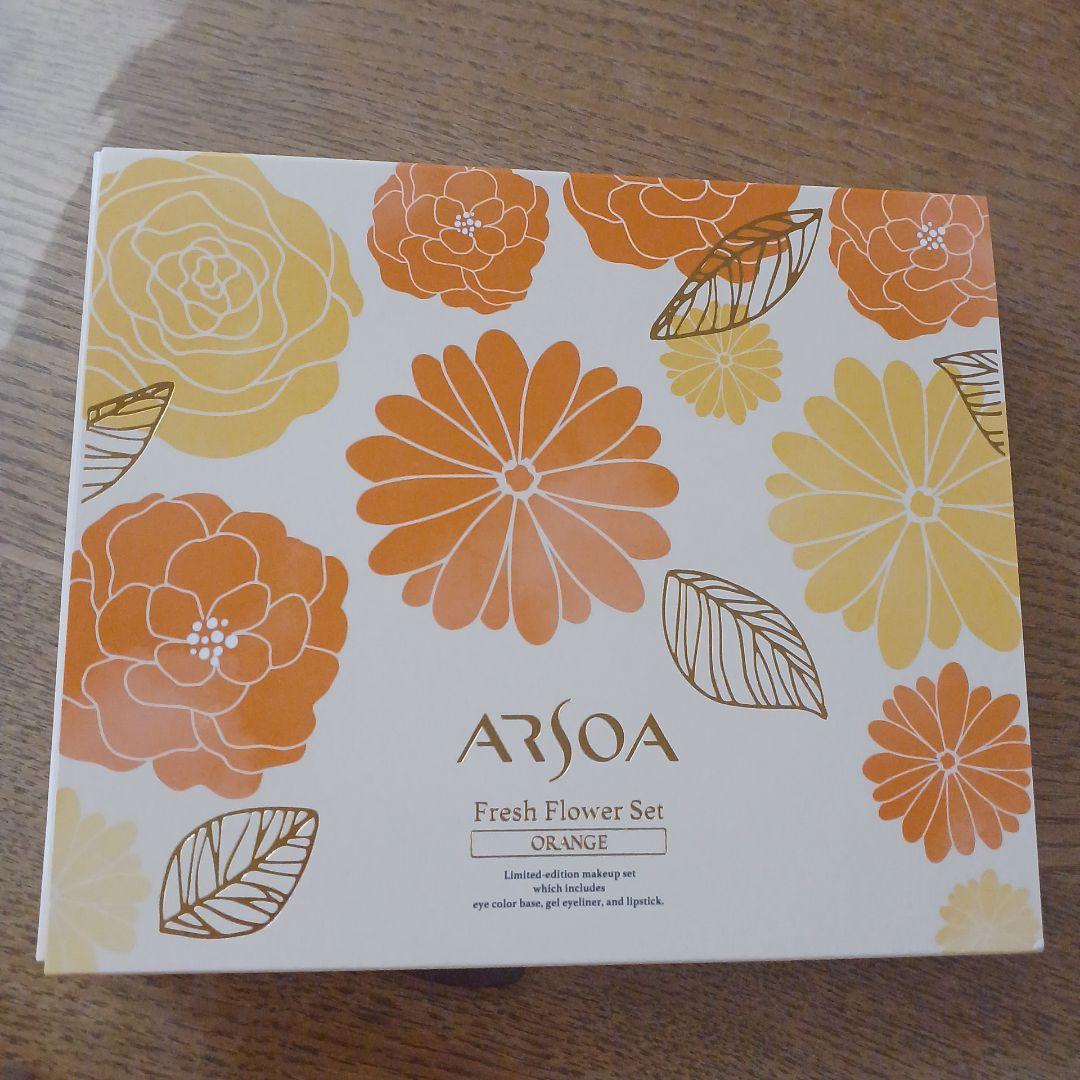 ARSOA
Fresh Flower Set
ORANGE
Limited-edition makeup set
which includes
eye color base, gel eyeliner, and lipstick.